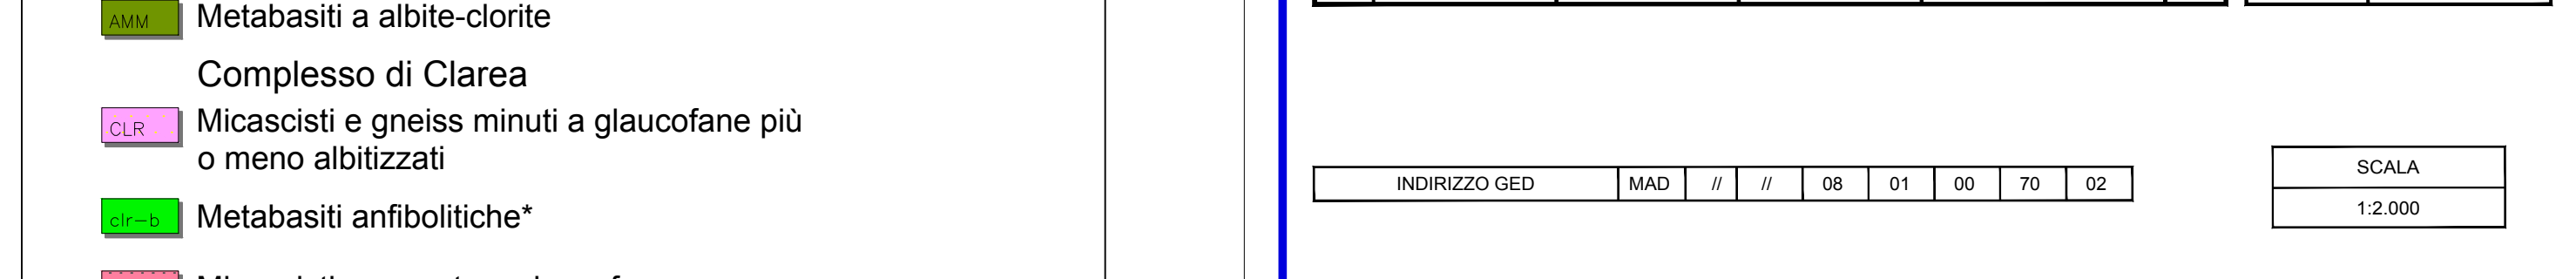 AMM Metabasiti a albite-clorite
Complesso di Clarea
CLR Micascisti e gneiss minuti a glaucofane più
o meno albitizzati
clr-b Metabasiti anfibolitiche*
INDIRIZZO GED MAD // // 08 01 00 70 02
SCALA
1:2.000